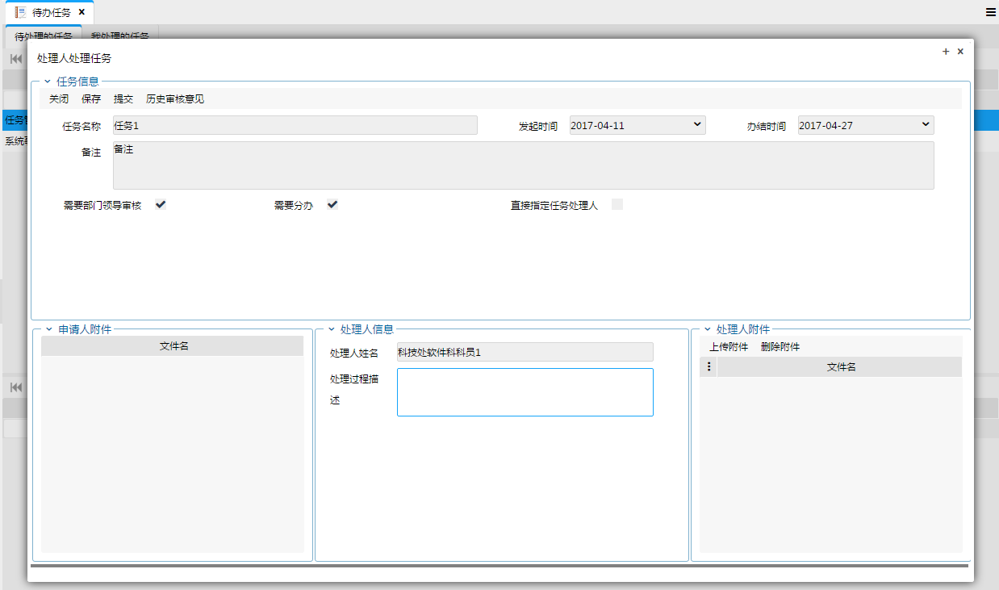 待办任务
待处理的任务 我处理的任务
处理人处理任务
任务信息
关闭 保存 提交 历史审核意见
任务名称 任务1 发起时间 2017-04-11 办结时间 2017-04-27
备注 备注
任务
系统
需要部门领导审核 需要分办 直接指定任务处理人
申请人附件 处理人信息 处理人附件
文件名
处理人姓名 科技处软件科科员1
上传附件 删除附件
文件名
处理过程描
述